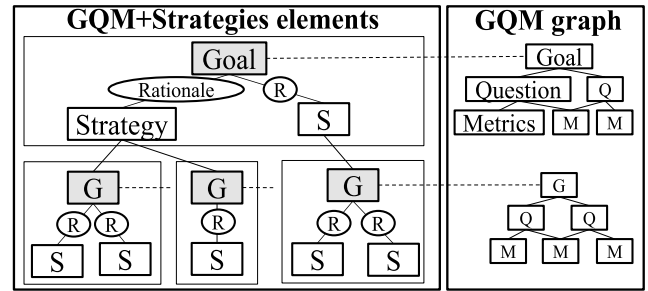 GQM+Strategies elements
Goal
Rationale
R
Strategy
S
G
R
R
S
S
G
R
S
G
R
R
S
S
GQM graph
Goal
Question
Q
Metrics
M
M
G
Q
Q
M
M
M